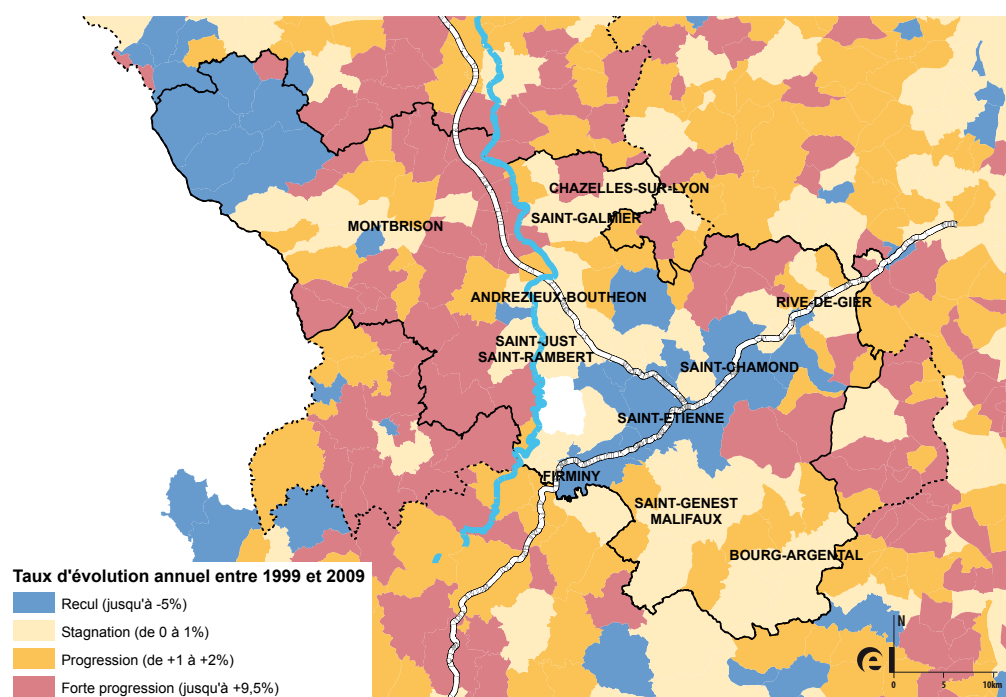 CHAZELLES-SUR-LYON
SAINT-GALMIER
MONTBRISON
ANDREZIEUX-BOUTHEON
RIVE-DE-GIER
SAINT-JUST
SAINT-RAMBERT
SAINT-CHAMOND
SAINT-ETIENNE
FIRMINY
SAINT-GENEST
MALIFAUX
BOURG-ARGENTAL
Taux d'évolution annuel entre 1999 et 2009
Recul (jusqu'à -5%)
Stagnation (de 0 à 1%)
Progression (de +1 à +2%)
Forte progression (jusqu'à +9,5%)
N
0 5 10km